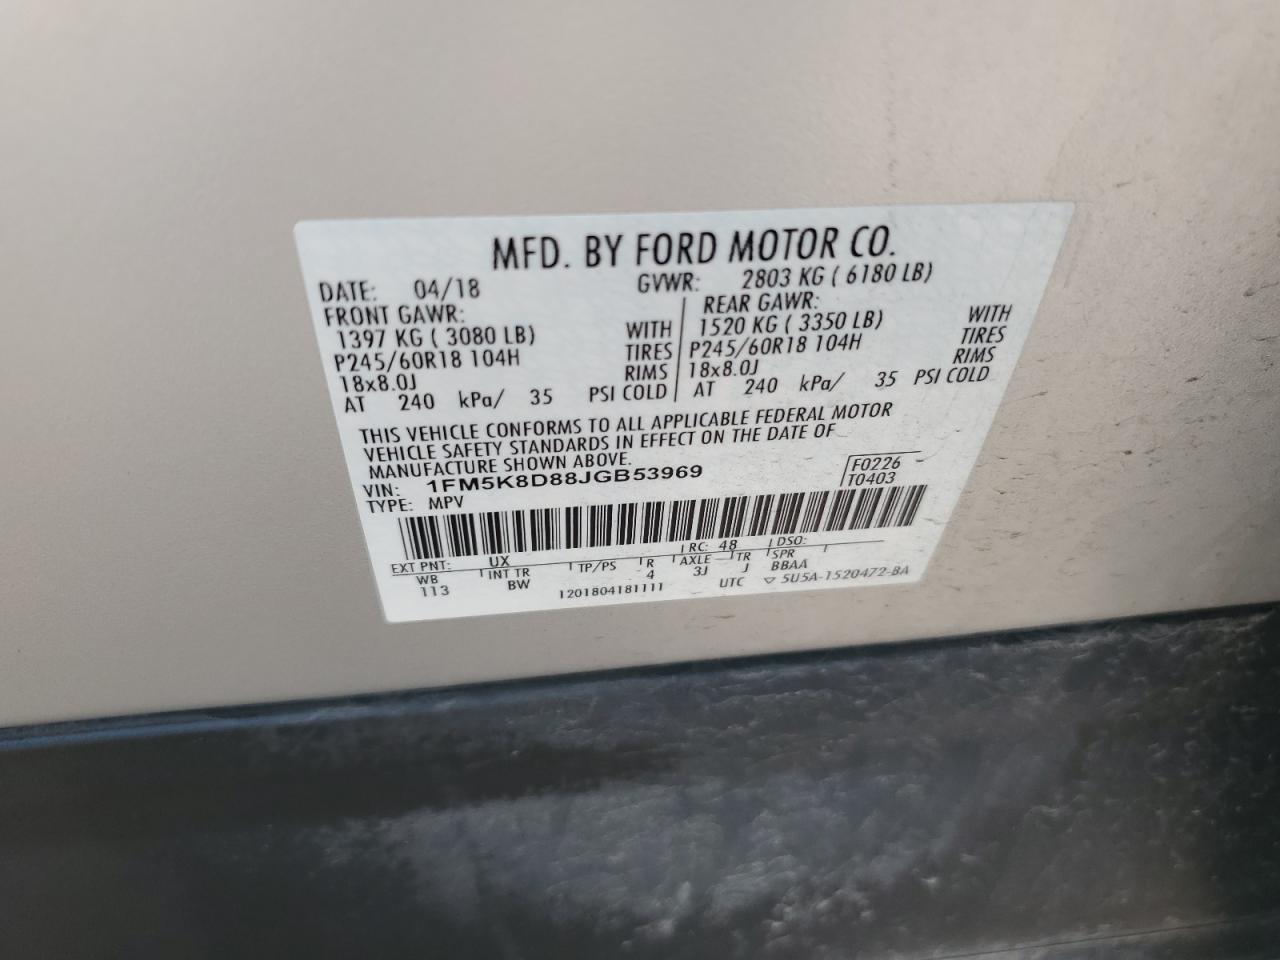 MFD. BY FORD MOTOR CO.
DATE: 04/18 GVWR: 2803 KG ( 6180 LB)
FRONT GAWR: REAR GAWR:
1397 KG ( 3080 LB) WITH 1520 KG ( 3350 LB) WITH
P245/60R18 104H TIRES P245/60R18 104H TIRES
18x8.0J RIMS 18x8.0J RIMS
AT 240 kPa/ 35 PSI COLD AT 240 kPa/ 35 PSI COLD
THIS VEHICLE CONFORMS TO ALL APPLICABLE FEDERAL MOTOR
VEHICLE SAFETY STANDARDS IN EFFECT ON THE DATE OF
MANUFACTURE SHOWN ABOVE.
VIN: 1FM5K8D88JGB53969 F0226
TYPE: MPV T0403
EXT PNT: UX RC: 48 DSO:
WB INT TR TP/PS R AXLE TR SPR
113 BW 4 3J J BBAA
1201804181111 UTC ▽ 5U5A-1520472-BA